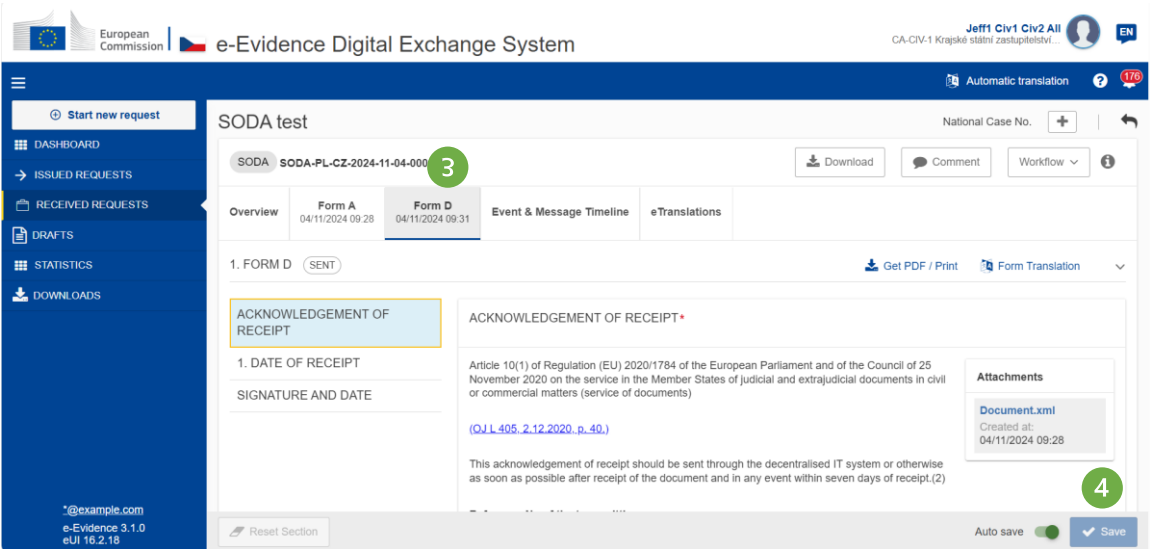 European
Commission
e-Evidence Digital Exchange System
Jeff1 Civ1 Civ2 All
CA-CIV-1 Krajské státní zastupitelství...
EN
Automatic translation
?
176
Start new request
DASHBOARD
ISSUED REQUESTS
RECEIVED REQUESTS
DRAFTS
STATISTICS
DOWNLOADS
*@example.com
e-Evidence 3.1.0
eUI 16.2.18
SODA test
National Case No.
SODA SODA-PL-CZ-2024-11-04-000
3
Download
Comment
Workflow
Overview
Form A
04/11/2024 09:28
Form D
04/11/2024 09:31
Event & Message Timeline
eTranslations
1. FORM D SENT
Get PDF / Print
Form Translation
ACKNOWLEDGEMENT OF
RECEIPT
1. DATE OF RECEIPT
SIGNATURE AND DATE
ACKNOWLEDGEMENT OF RECEIPT*
Article 10(1) of Regulation (EU) 2020/1784 of the European Parliament and of the Council of 25
November 2020 on the service in the Member States of judicial and extrajudicial documents in civil
or commercial matters (service of documents)
(OJ L 405, 2.12.2020, p. 40.)
This acknowledgement of receipt should be sent through the decentralised IT system or otherwise
as soon as possible after receipt of the document and in any event within seven days of receipt.(2)
Attachments
Document.xml
Created at:
04/11/2024 09:28
4
Reset Section
Auto save
Save